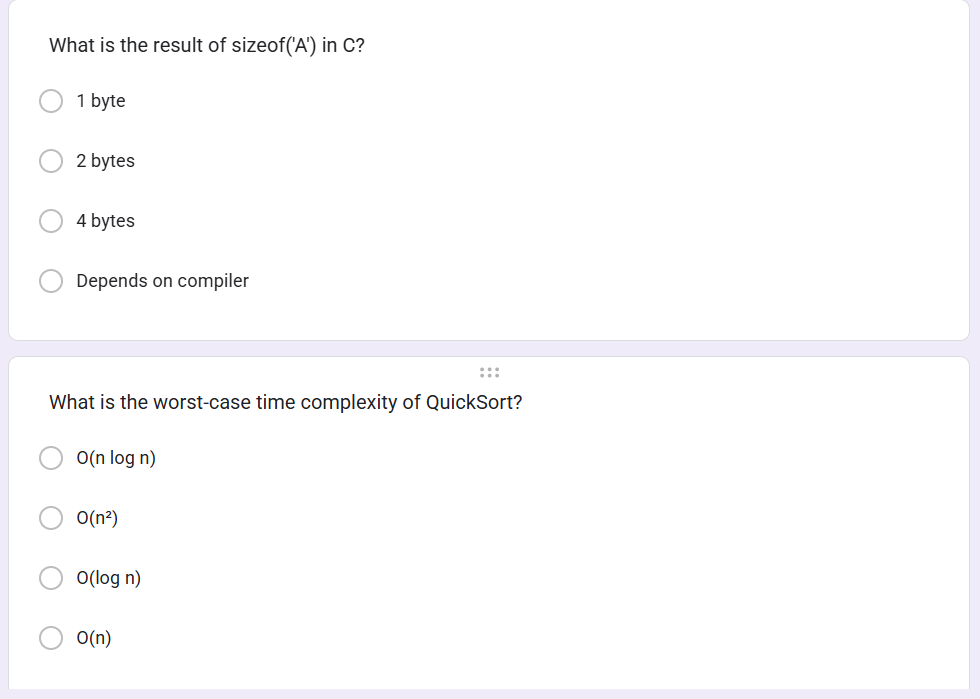 What is the result of sizeof('A') in C?
1 byte
2 bytes
4 bytes
Depends on compiler
What is the worst-case time complexity of QuickSort?
O(n log n)
O(n²)
O(log n)
O(n)